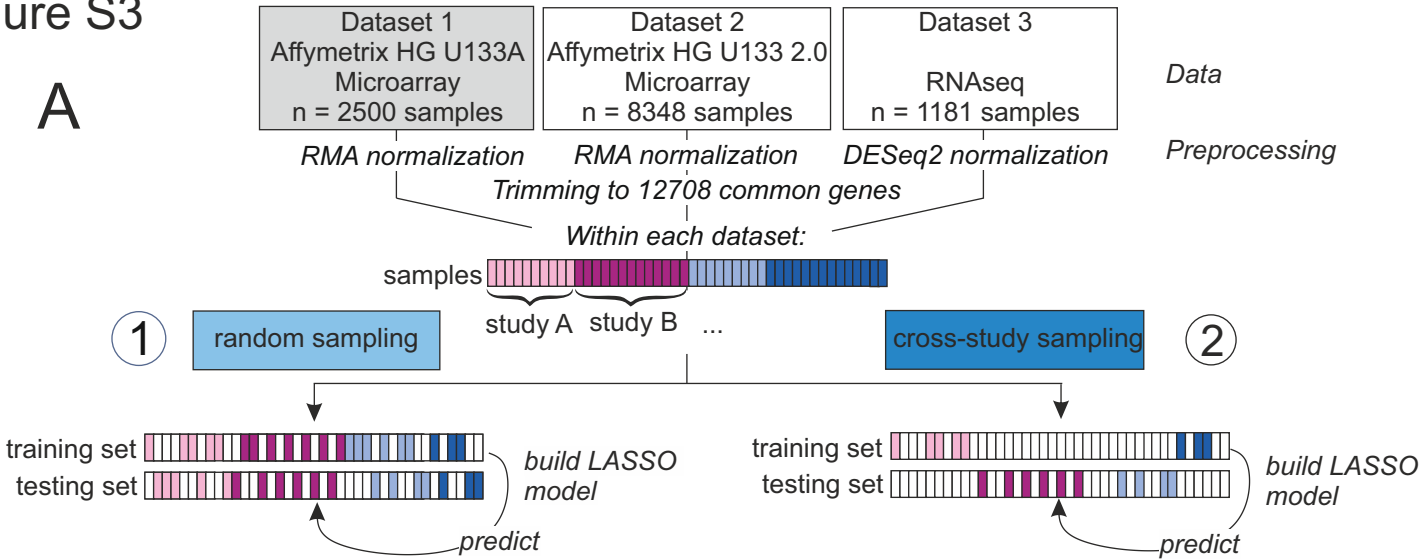 ure S3
A
Dataset 1
Affymetrix HG U133A
Microarray
n = 2500 samples
Dataset 2
Affymetrix HG U133 2.0
Microarray
n = 8348 samples
Dataset 3
RNAseq
n = 1181 samples
Data
RMA normalization
RMA normalization
DESeq2 normalization
Preprocessing
Trimming to 12708 common genes
Within each dataset:
samples
study A
study B
...
1
random sampling
cross-study sampling
2
training set
testing set
build LASSO
model
predict
training set
testing set
build LASSO
model
predict